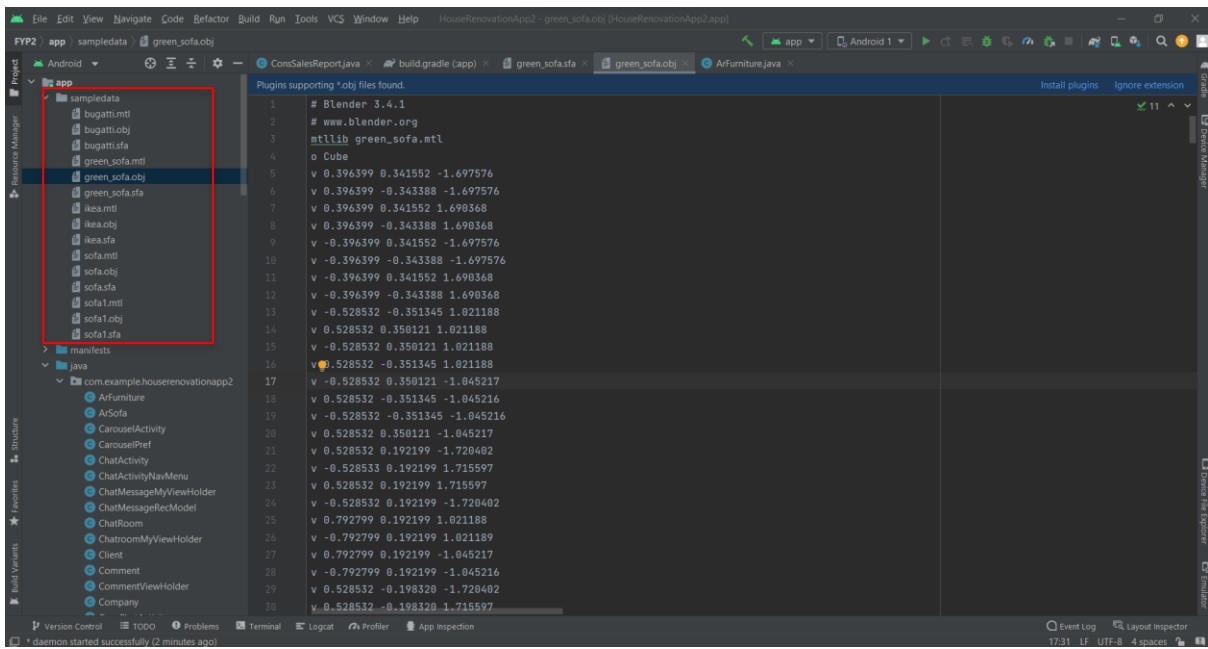 File Edit View Navigate Code Refactor Build Run Tools VCS Window Help HouseRenovationApp2 - green_sofa.obj [HouseRenovationApp2.app]
FYP2 app sampledata green_sofa.obj app Android 1
Android ConsSalesReport.java build.gradle (:app) green_sofa.sfa green_sofa.obj ArFurniture.java
Plugins supporting *.obj files found. Install plugins Ignore extension
11
Project
Resource Manager
Structure
Favorites
Build Variants
app
sampledata
bugatti.mtl
bugatti.obj
bugatti.sfa
green_sofa.mtl
green_sofa.obj
green_sofa.sfa
ikea.mtl
ikea.obj
ikea.sfa
sofa.mtl
sofa.obj
sofa.sfa
sofa1.mtl
sofa1.obj
sofa1.sfa
manifests
java
com.example.houserenovationapp2
ArFurniture
ArSofa
CarouselActivity
CarouselPref
ChatActivity
ChatActivityNavMenu
ChatMessageMyViewHolder
ChatMessageRecModel
ChatRoom
ChatroomMyViewHolder
Client
Comment
CommentViewHolder
Company
1 # Blender 3.4.1
2 # www.blender.org
3 mtllib green_sofa.mtl
4 o Cube
5 v 0.396399 0.341552 -1.697576
6 v 0.396399 -0.343388 -1.697576
7 v 0.396399 0.341552 1.690368
8 v 0.396399 -0.343388 1.690368
9 v -0.396399 0.341552 -1.697576
10 v -0.396399 -0.343388 -1.697576
11 v -0.396399 0.341552 1.690368
12 v -0.396399 -0.343388 1.690368
13 v -0.528532 -0.351345 1.021188
14 v 0.528532 0.350121 1.021188
15 v -0.528532 0.350121 1.021188
16 v 0.528532 -0.351345 1.021188
17 v -0.528532 0.350121 -1.045217
18 v 0.528532 -0.351345 -1.045216
19 v -0.528532 -0.351345 -1.045216
20 v 0.528532 0.350121 -1.045217
21 v 0.528532 0.192199 -1.720402
22 v -0.528533 0.192199 1.715597
23 v 0.528532 0.192199 1.715597
24 v -0.528532 0.192199 -1.720402
25 v 0.792799 0.192199 1.021188
26 v -0.792799 0.192199 1.021189
27 v 0.792799 0.192199 -1.045217
28 v -0.792799 0.192199 -1.045216
29 v 0.528532 -0.198320 -1.720402
30 v 0.528532 -0.198320 1.715597
Gradle
Device Manager
Device File Explorer
Emulator
Version Control TODO Problems Terminal Logcat Profiler App Inspection Event Log Layout Inspector
* daemon started successfully (2 minutes ago) 17:31 LF UTF-8 4 spaces